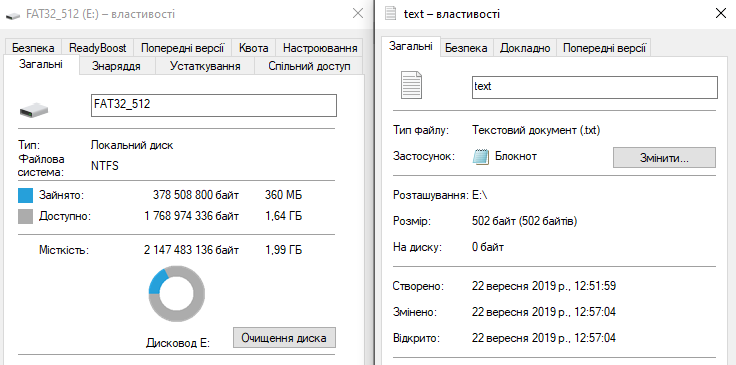 FAT32_512 (E:) – властивості
Безпека ReadyBoost Попередні версії Квота Настроювання
Загальні Знаряддя Устаткування Спільний доступ
FAT32_512
Тип: Локальний диск
Файлова
система: NTFS
Зайнято: 378 508 800 байт 360 МБ
Доступно: 1 768 974 336 байт 1,64 ГБ
Місткість: 2 147 483 136 байт 1,99 ГБ
Дисковод E: Очищення диска
text – властивості
Загальні Безпека Докладно Попередні версії
text
Тип файлу: Текстовий документ (.txt)
Застосунок: Блокнот Змінити...
Розташування: E:\
Розмір: 502 байт (502 байтів)
На диску: 0 байт
Створено: 22 вересня 2019 р., 12:51:59
Змінено: 22 вересня 2019 р., 12:57:04
Відкрито: 22 вересня 2019 р., 12:57:04